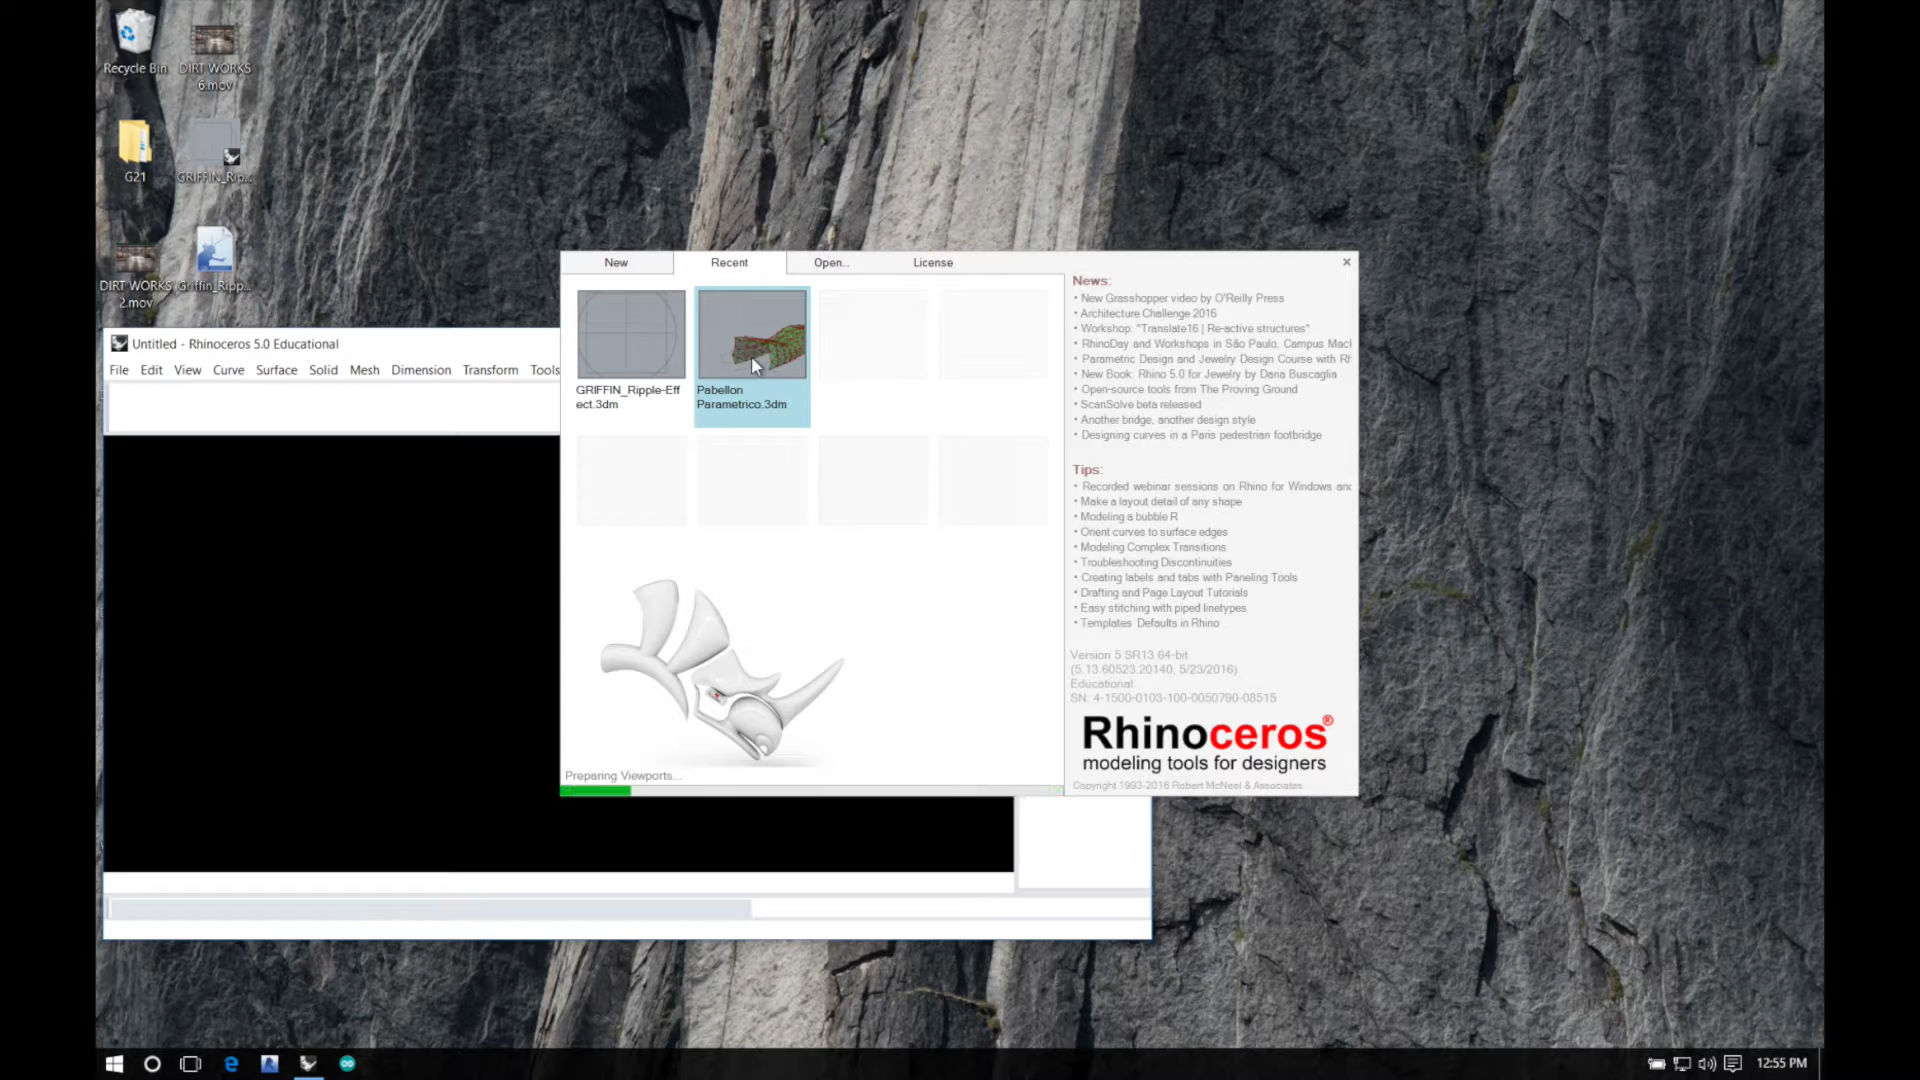 Recycle Bin
DIRT WORKS
6.mov
G21
GRIFFIN_Rip...
DIRT WORKS
2.mov
Griffin_Ripp...
Untitled - Rhinoceros 5.0 Educational
File Edit View Curve Surface Solid Mesh Dimension Transform Tools
New Recent Open... License
GRIFFIN_Ripple-Eff
ect.3dm
Pabellon
Parametrico.3dm
Preparing Viewports...
News:
• New Grasshopper video by O'Reilly Press
• Architecture Challenge 2016
• Workshop: "Translate16 | Re-active structures"
• RhinoDay and Workshops in São Paulo, Campus Macl
• Parametric Design and Jewelry Design Course with Rh
• New Book: Rhino 5.0 for Jewelry by Dana Buscaglia
• Open-source tools from The Proving Ground
• ScanSolve beta released
• Another bridge, another design style
• Designing curves in a Paris pedestrian footbridge
Tips:
• Recorded webinar sessions on Rhino for Windows and
• Make a layout detail of any shape
• Modeling a bubble R
• Orient curves to surface edges
• Modeling Complex Transitions
• Troubleshooting Discontinuities
• Creating labels and tabs with Paneling Tools
• Drafting and Page Layout Tutorials
• Easy stitching with piped linetypes
• Templates Defaults in Rhino
Version 5 SR13 64-bit
(5.13.60523.20140, 5/23/2016)
Educational
SN: 4-1500-0103-100-0050790-08515
Rhinoceros®
modeling tools for designers
Copyright 1993-2016 Robert McNeel & Associates
12:55 PM